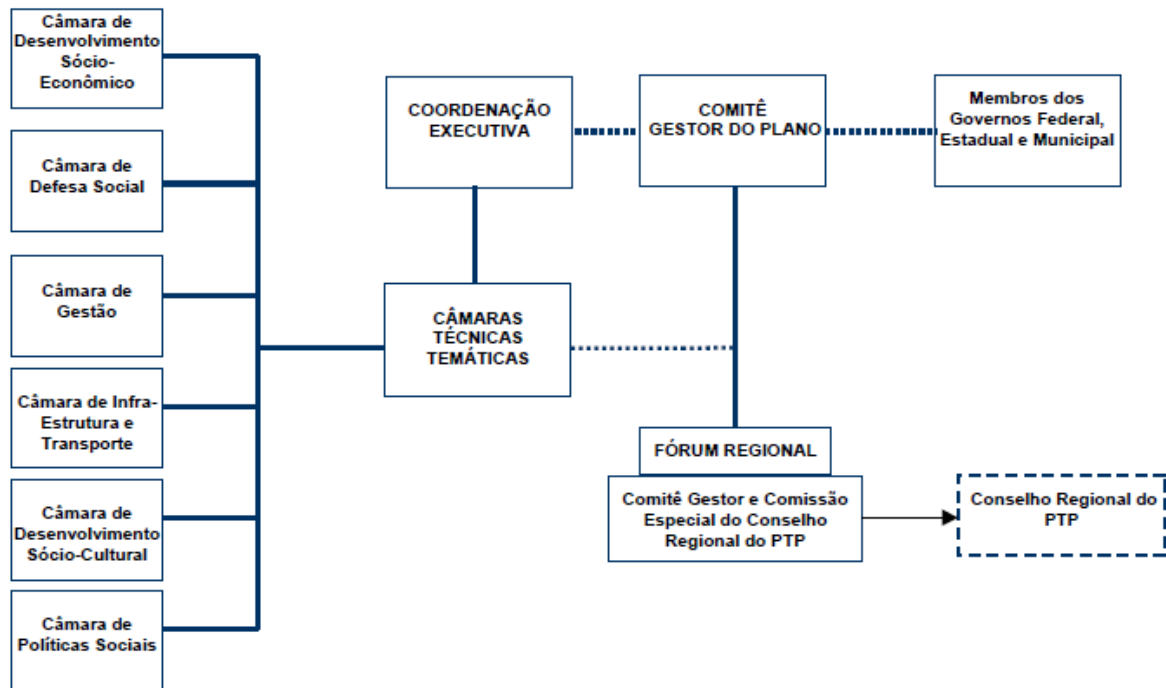 Câmara de
Desenvolvimento
Sócio-
Econômico
Câmara de
Defesa Social
Câmara de
Gestão
Câmara de Infra-
Estrutura e
Transporte
Câmara de
Desenvolvimento
Sócio-Cultural
Câmara de
Políticas Sociais
COORDENAÇÃO
EXECUTIVA
CÂMARAS
TÉCNICAS
TEMÁTICAS
COMITÊ
GESTOR DO PLANO
Membros dos
Governos Federal,
Estadual e Municipal
FÓRUM REGIONAL
Comitê Gestor e Comissão
Especial do Conselho
Regional do PTP
Conselho Regional do
PTP